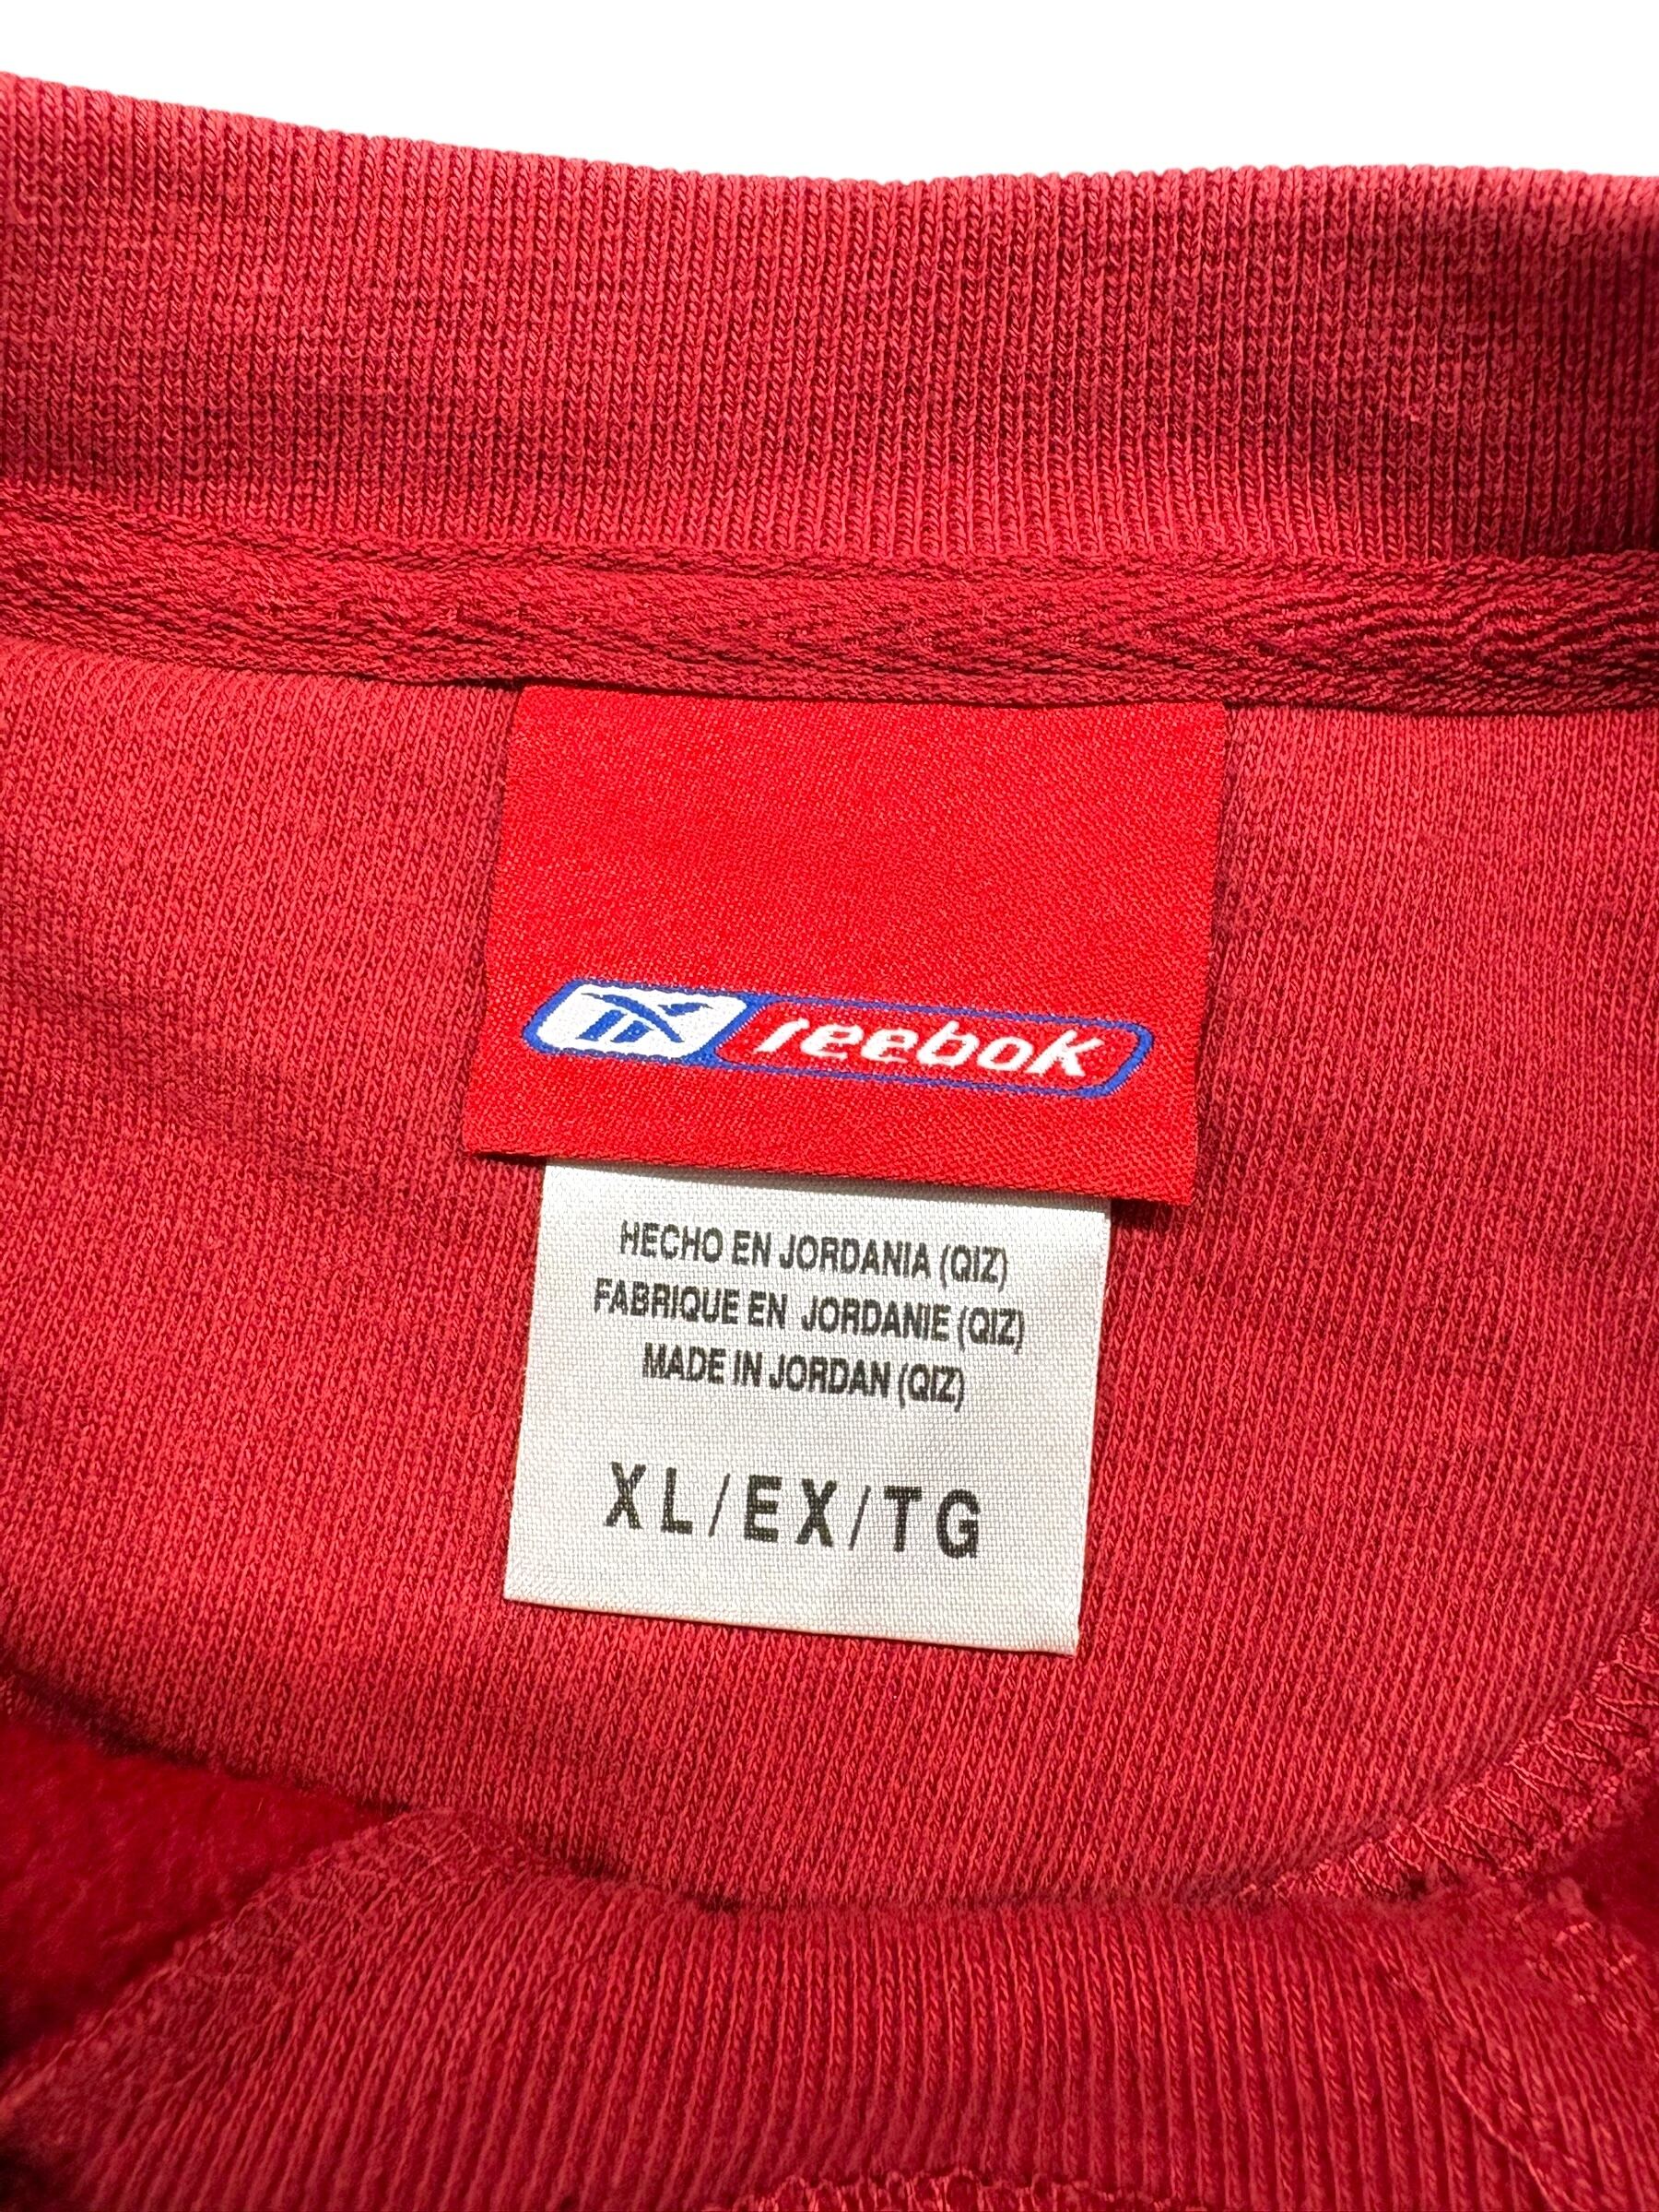 reebok
HECHO EN JORDANIA (QIZ)
FABRIQUE EN JORDANIE (QIZ)
MADE IN JORDAN (QIZ)
XL/EX/TG